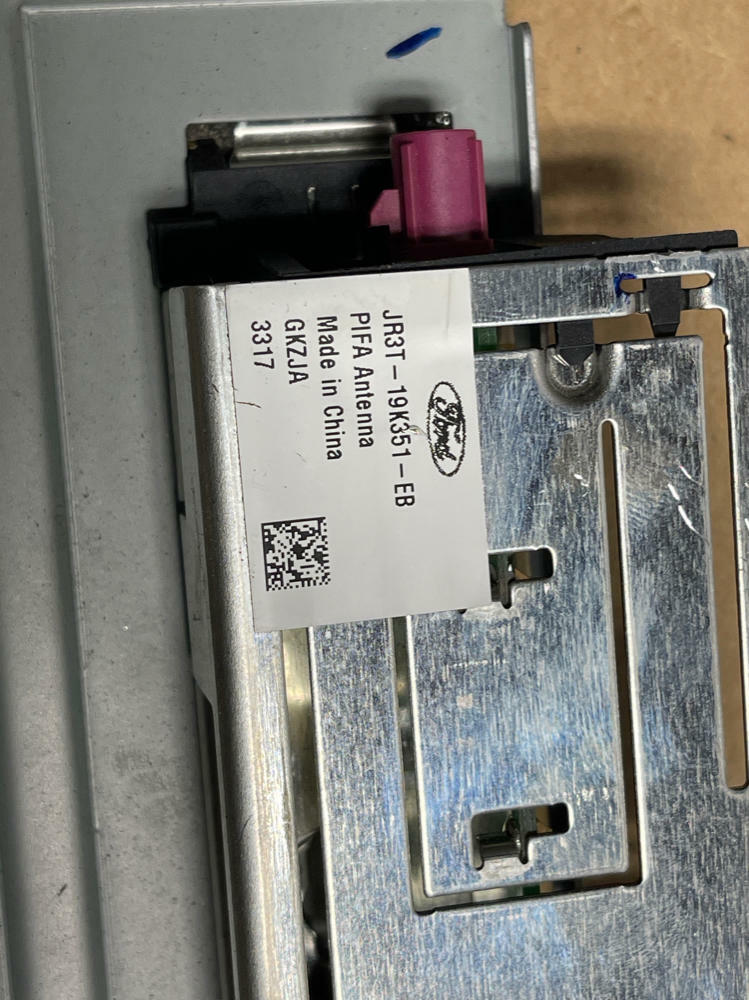 Ford
JR3T-19K351-EB
PIFA Antenna
Made in China
GKZJA
3317